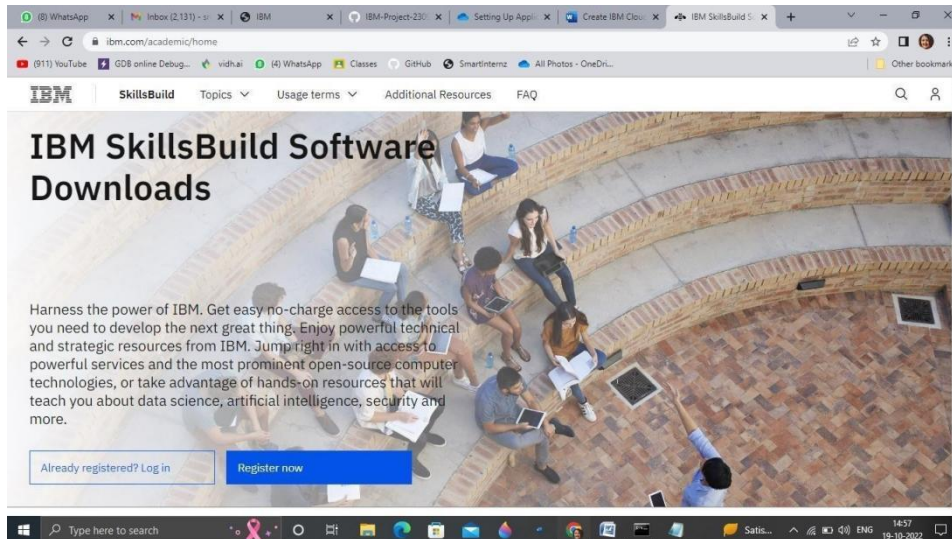 (8) WhatsApp
Inbox (2,131) - s
IBM
IBM-Project-230
Setting Up Appli
Create IBM Clou
IBM SkillsBuild S
ibm.com/academic/home
(911) YouTube
GDB online Debug...
vidh.ai
(4) WhatsApp
Classes
GitHub
SmartInternz
All Photos - OneDri...
Other bookmark
IBM
SkillsBuild
Topics
Usage terms
Additional Resources
FAQ
IBM SkillsBuild Software
Downloads
Harness the power of IBM. Get easy no-charge access to the tools
you need to develop the next great thing. Enjoy powerful technical
and strategic resources from IBM. Jump right in with access to
powerful services and the most prominent open-source computer
technologies, or take advantage of hands-on resources that will
teach you about data science, artificial intelligence, security and
more.
Already registered? Log in
Register now
Type here to search
Satis...
ENG
14:57
19-10-2022